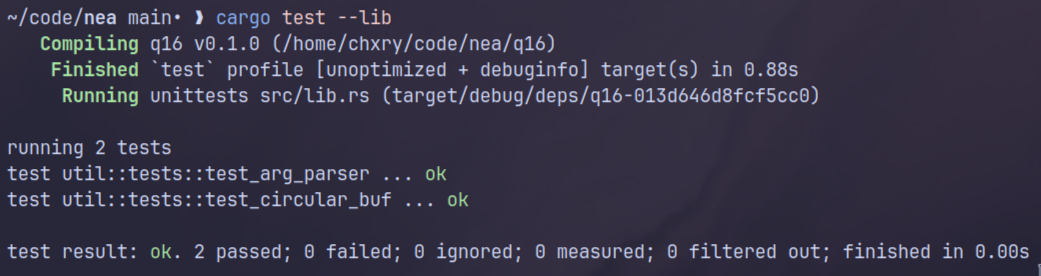 ~/code/nea main• ❱ cargo test --lib
   Compiling q16 v0.1.0 (/home/chxry/code/nea/q16)
    Finished `test` profile [unoptimized + debuginfo] target(s) in 0.88s
     Running unittests src/lib.rs (target/debug/deps/q16-013d646d8fcf5cc0)

running 2 tests
test util::tests::test_arg_parser ... ok
test util::tests::test_circular_buf ... ok

test result: ok. 2 passed; 0 failed; 0 ignored; 0 measured; 0 filtered out; finished in 0.00s